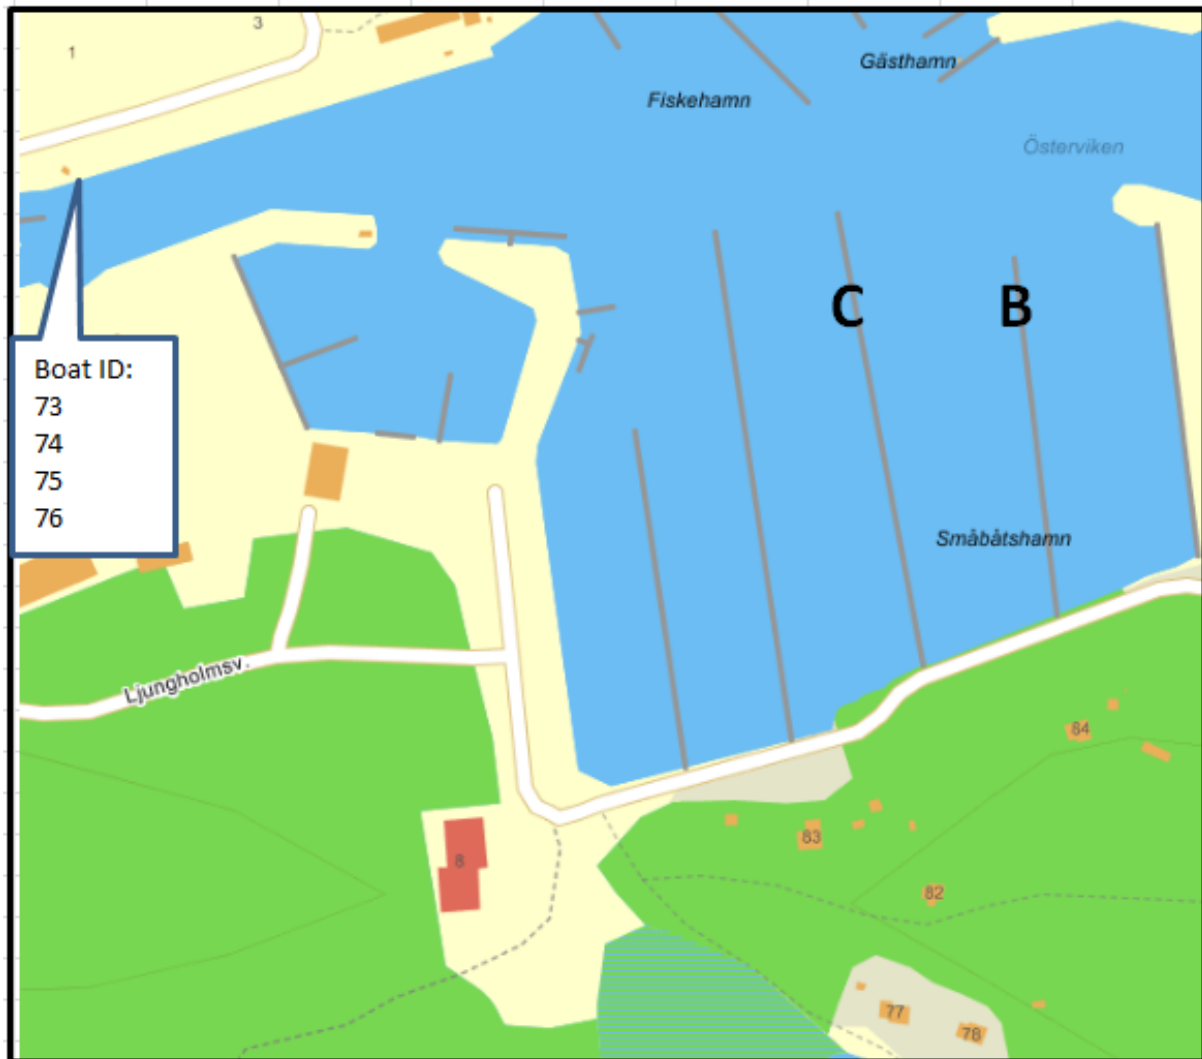 3
1
Gästhamn
Fiskehamn
Österviken
C
B
Boat ID:
73
74
75
76
Småbåtshamn
Ljungholmsv.
84
83
8
82
77
78